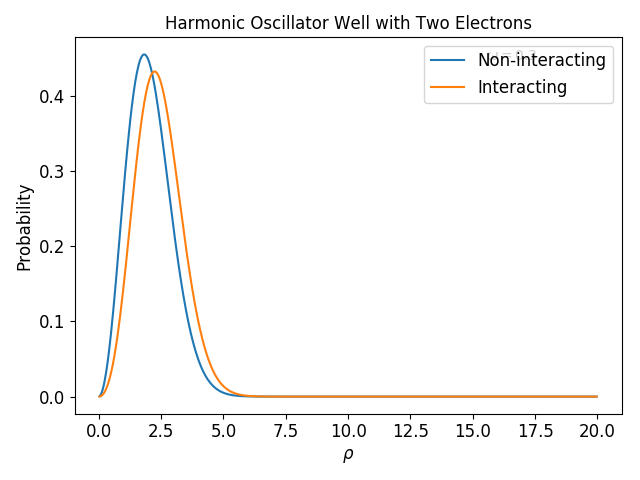 Harmonic Oscillator Well with Two Electrons
Non-interacting
Interacting
Probability
0.4
0.3
0.2
0.1
0.0
0.0 2.5 5.0 7.5 10.0 12.5 15.0 17.5 20.0
ρ